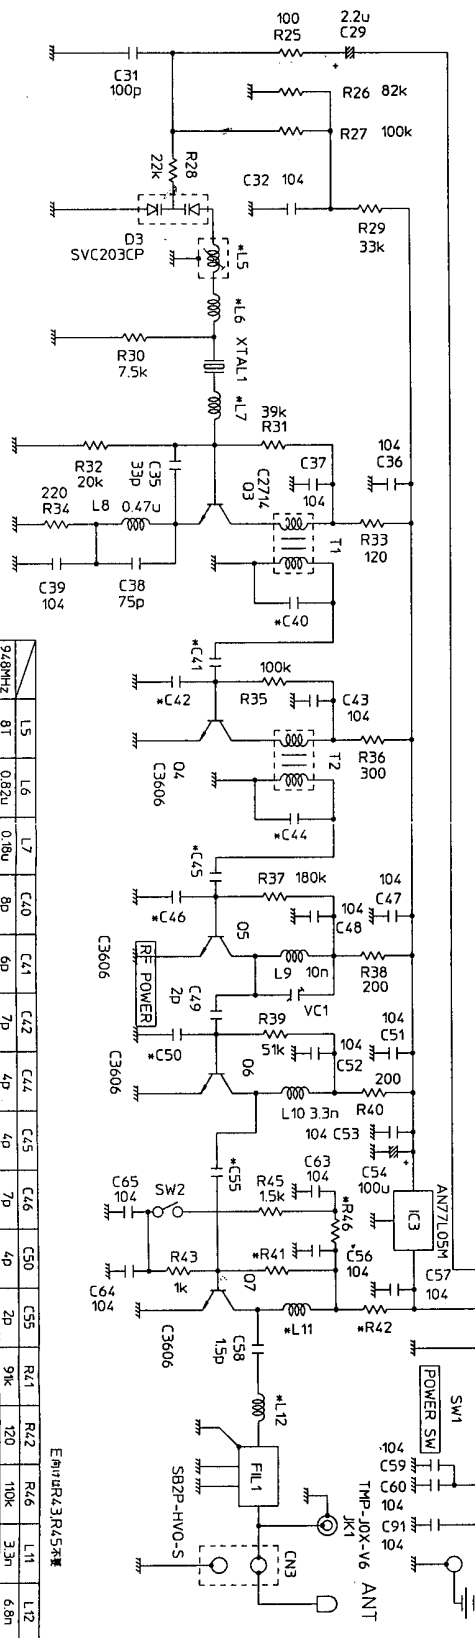 100
R25
2.2u
C29
+
C31
100p
R26 82k
R27 100k
R28
22k
C32 104
R29
33k
D3
SVC203CP
*L5
*L6
XTAL1
R30
7.5k
*L7
39k
R31
R32
20k
C35
33p
C37
104
104
C36
C2714
Q3
220
R34
L8 0.47u
R33
120
T1
C39
104
C38
75p
*C40
*C41
100k
R35
*C42
C43
104
Q4
C3606
T2
R36
300
*C44
*C45
R37 180k
*C46
104
C48
104
C47
Q5
C3606
RF POWER
L9 10n
R38
200
VC1
C49
2p
R39
51k
*C50
104
C52
104
C51
Q6
C3606
L10 3.3n
200
R40
104 C53
C54
100u
+
*C55
C65
104
SW2
R45
1.5k
C63
104
*R46
IC3
AN77L05M
R43
1k
*R41
C56
104
C57
104
C64
104
Q7
C3606
*L11
*R42
C58
1.5p
*L12
SW1
POWER SW
104
C59
C60
104
C91
104
FIL1
SB2P-HVO-S
JK1
TMP-J0X-V6
ANT
CN3
L5 L6 L7 C40 C41 C42 C44 C45 C46 C50 C55 R41 R42 R46 L11 L12
948MHz 8T 0.82u 0.18u 8p 6p 7p 4p 4p 7p 4p 2p 91k 120 110k 3.3n 6.8n
E向けはR43,R45不要